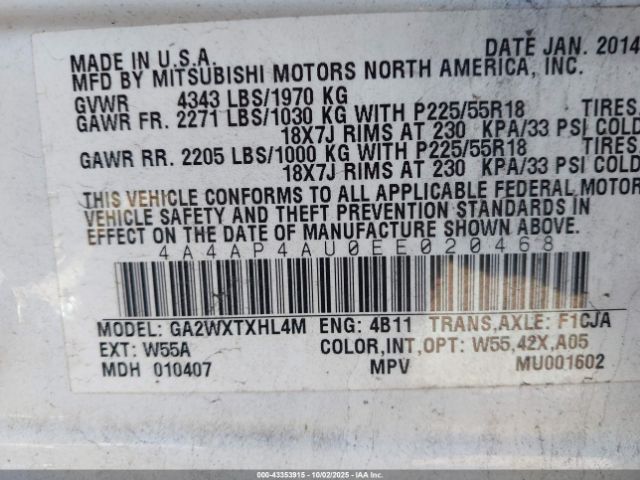 MADE IN U.S.A. DATE JAN. 2014
MFD BY MITSUBISHI MOTORS NORTH AMERICA, INC.
GVWR 4343 LBS/1970 KG
GAWR FR. 2271 LBS/1030 KG WITH P225/55R18 TIRES,
18X7J RIMS AT 230 KPA/33 PSI COLD
GAWR RR. 2205 LBS/1000 KG WITH P225/55R18 TIRES,
18X7J RIMS AT 230 KPA/33 PSI COLD
THIS VEHICLE CONFORMS TO ALL APPLICABLE FEDERAL MOTOR
VEHICLE SAFETY AND THEFT PREVENTION STANDARDS IN
EFFECT ON THE DATE OF MANUFACTURE SHOWN ABOVE.
4A4AP4AU0EE020468
MODEL: GA2WXTXHL4M ENG: 4B11 TRANS,AXLE: F1CJA
EXT: W55A COLOR,INT,OPT: W55,42X,A05
MDH 010407 MPV MU001602
000-43353915 - 10/02/2025 - IAAI.COM